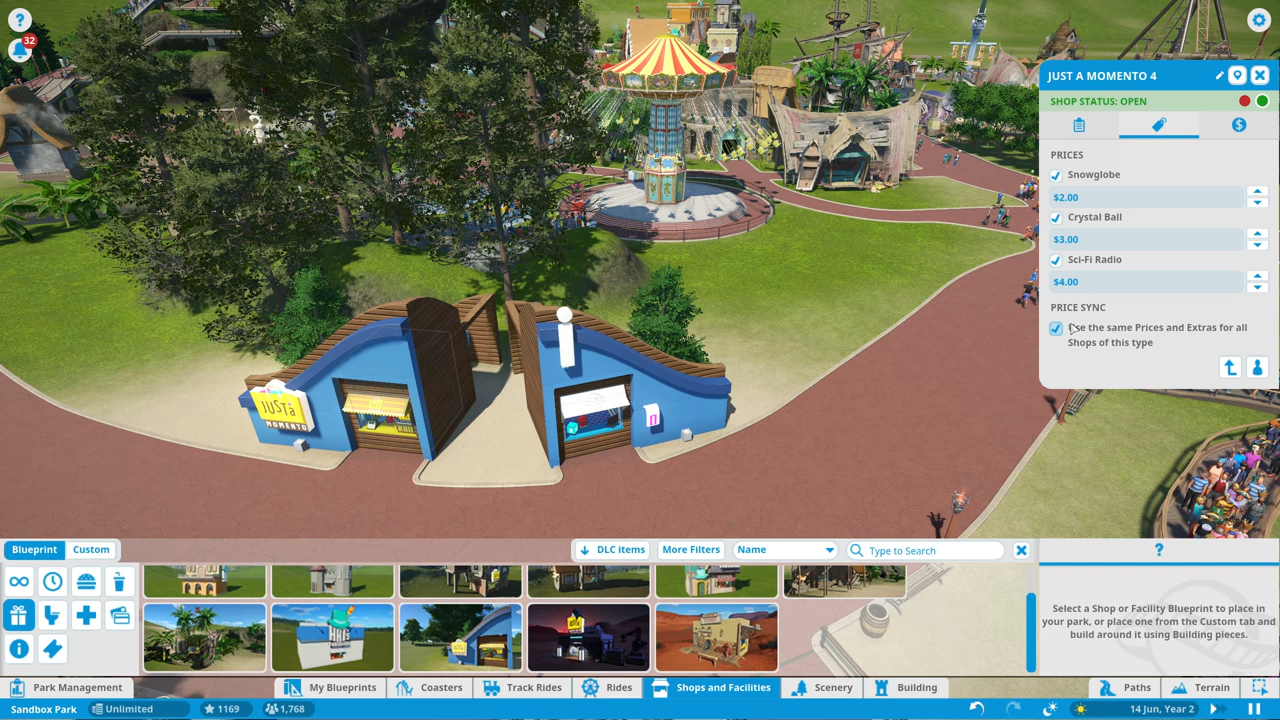 ?
32
JUST A MOMENTO 4
SHOP STATUS: OPEN
PRICES
Snowglobe
$2.00
Crystal Ball
$3.00
Sci-Fi Radio
$4.00
PRICE SYNC
Use the same Prices and Extras for all
Shops of this type
JUSTa
MOMENTO
Blueprint
Custom
DLC items
More Filters
Name
Type to Search
?
Select a Shop or Facility Blueprint to place in
your park, or place one from the Custom tab and
build around it using Building pieces.
Park Management
My Blueprints
Coasters
Track Rides
Rides
Shops and Facilities
Scenery
Building
Paths
Terrain
Sandbox Park
Unlimited
1169
1,768
14 Jun, Year 2